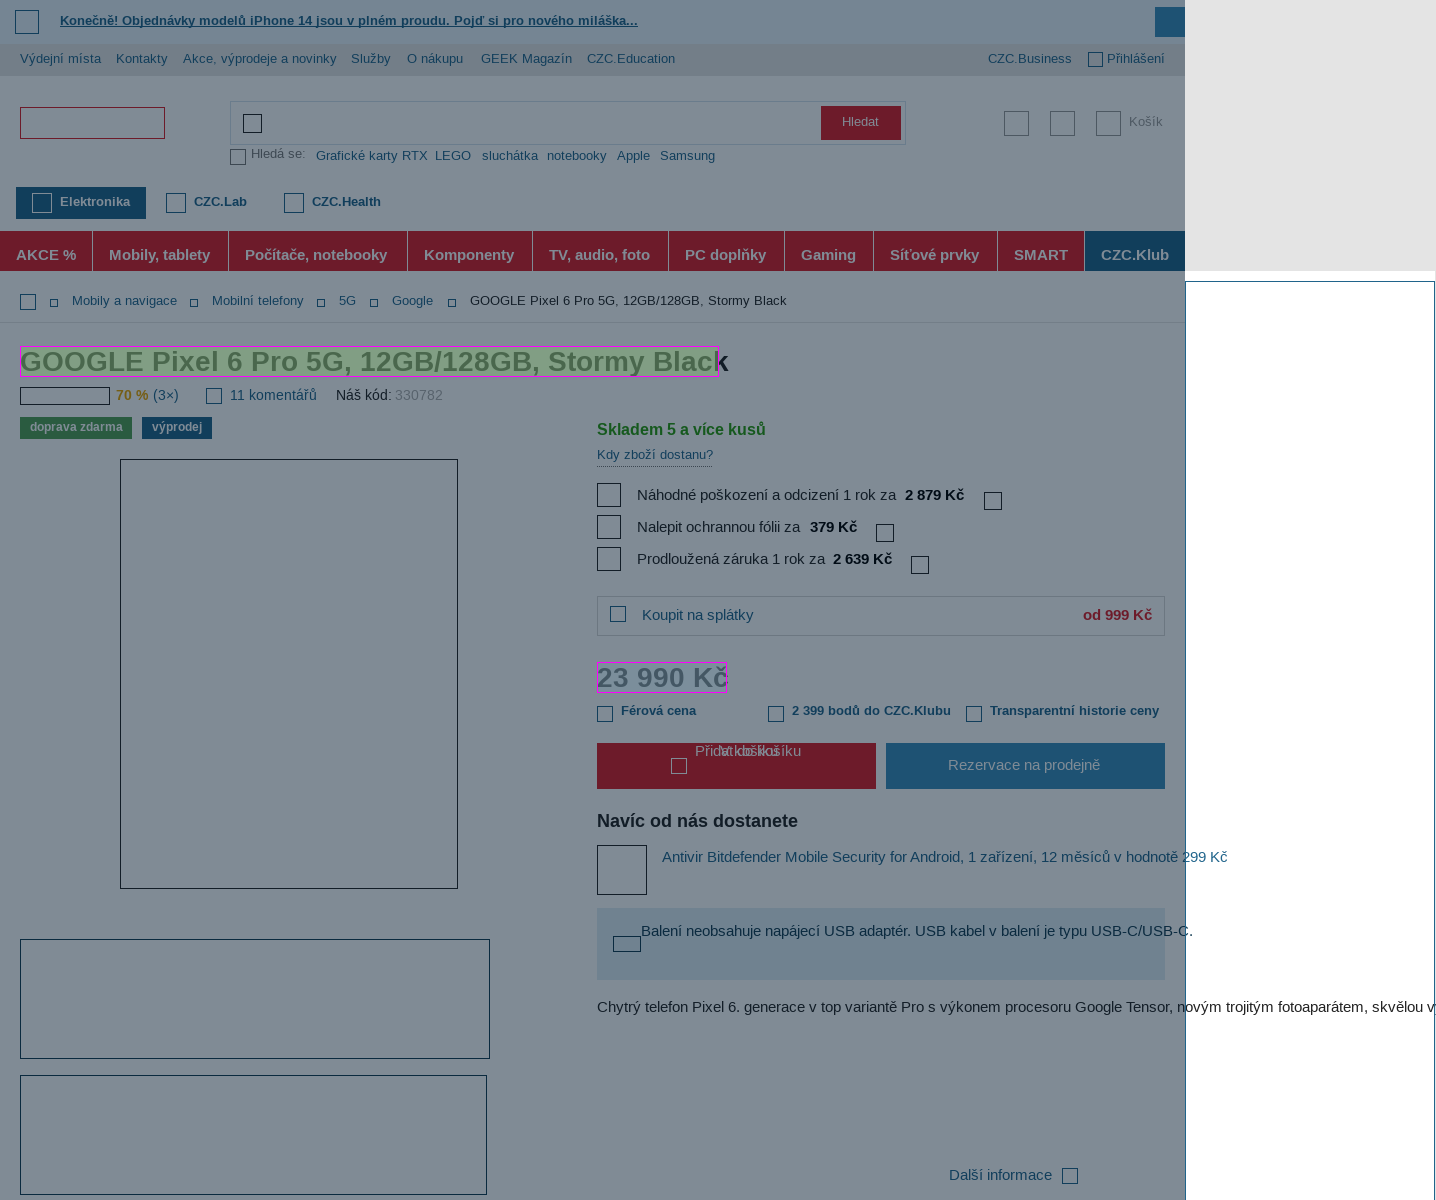 Konečně! Objednávky modelů iPhone 14 jsou v plném proudu. Pojď si pro nového miláška...
Výdejní místa Kontakty Akce, výprodeje a novinky Služby O nákupu GEEK Magazín CZC.Education CZC.Business Přihlášení
Hledat Košík
Hledá se: Grafické karty RTX LEGO sluchátka notebooky Apple Samsung
Elektronika CZC.Lab CZC.Health
AKCE % Mobily, tablety Počítače, notebooky Komponenty TV, audio, foto PC doplňky Gaming Síťové prvky SMART CZC.Klub
Mobily a navigace Mobilní telefony 5G Google GOOGLE Pixel 6 Pro 5G, 12GB/128GB, Stormy Black
GOOGLE Pixel 6 Pro 5G, 12GB/128GB, Stormy Black
70 % (3×) 11 komentářů Náš kód: 330782
doprava zdarma výprodej
Skladem 5 a více kusů
Kdy zboží dostanu?
Náhodné poškození a odcizení 1 rok za 2 879 Kč
Nalepit ochrannou fólii za 379 Kč
Prodloužená záruka 1 rok za 2 639 Kč
Koupit na splátky od 999 Kč
23 990 Kč
Férová cena 2 399 bodů do CZC.Klubu Transparentní historie ceny
Přidat do košíku V košíku
Rezervace na prodejně
Navíc od nás dostanete
Antivir Bitdefender Mobile Security for Android, 1 zařízení, 12 měsíců v hodnotě 299 Kč
Balení neobsahuje napájecí USB adaptér. USB kabel v balení je typu USB-C/USB-C.
Chytrý telefon Pixel 6. generace v top variantě Pro s výkonem procesoru Google Tensor, novým trojitým fotoaparátem, skvělou
Další informace